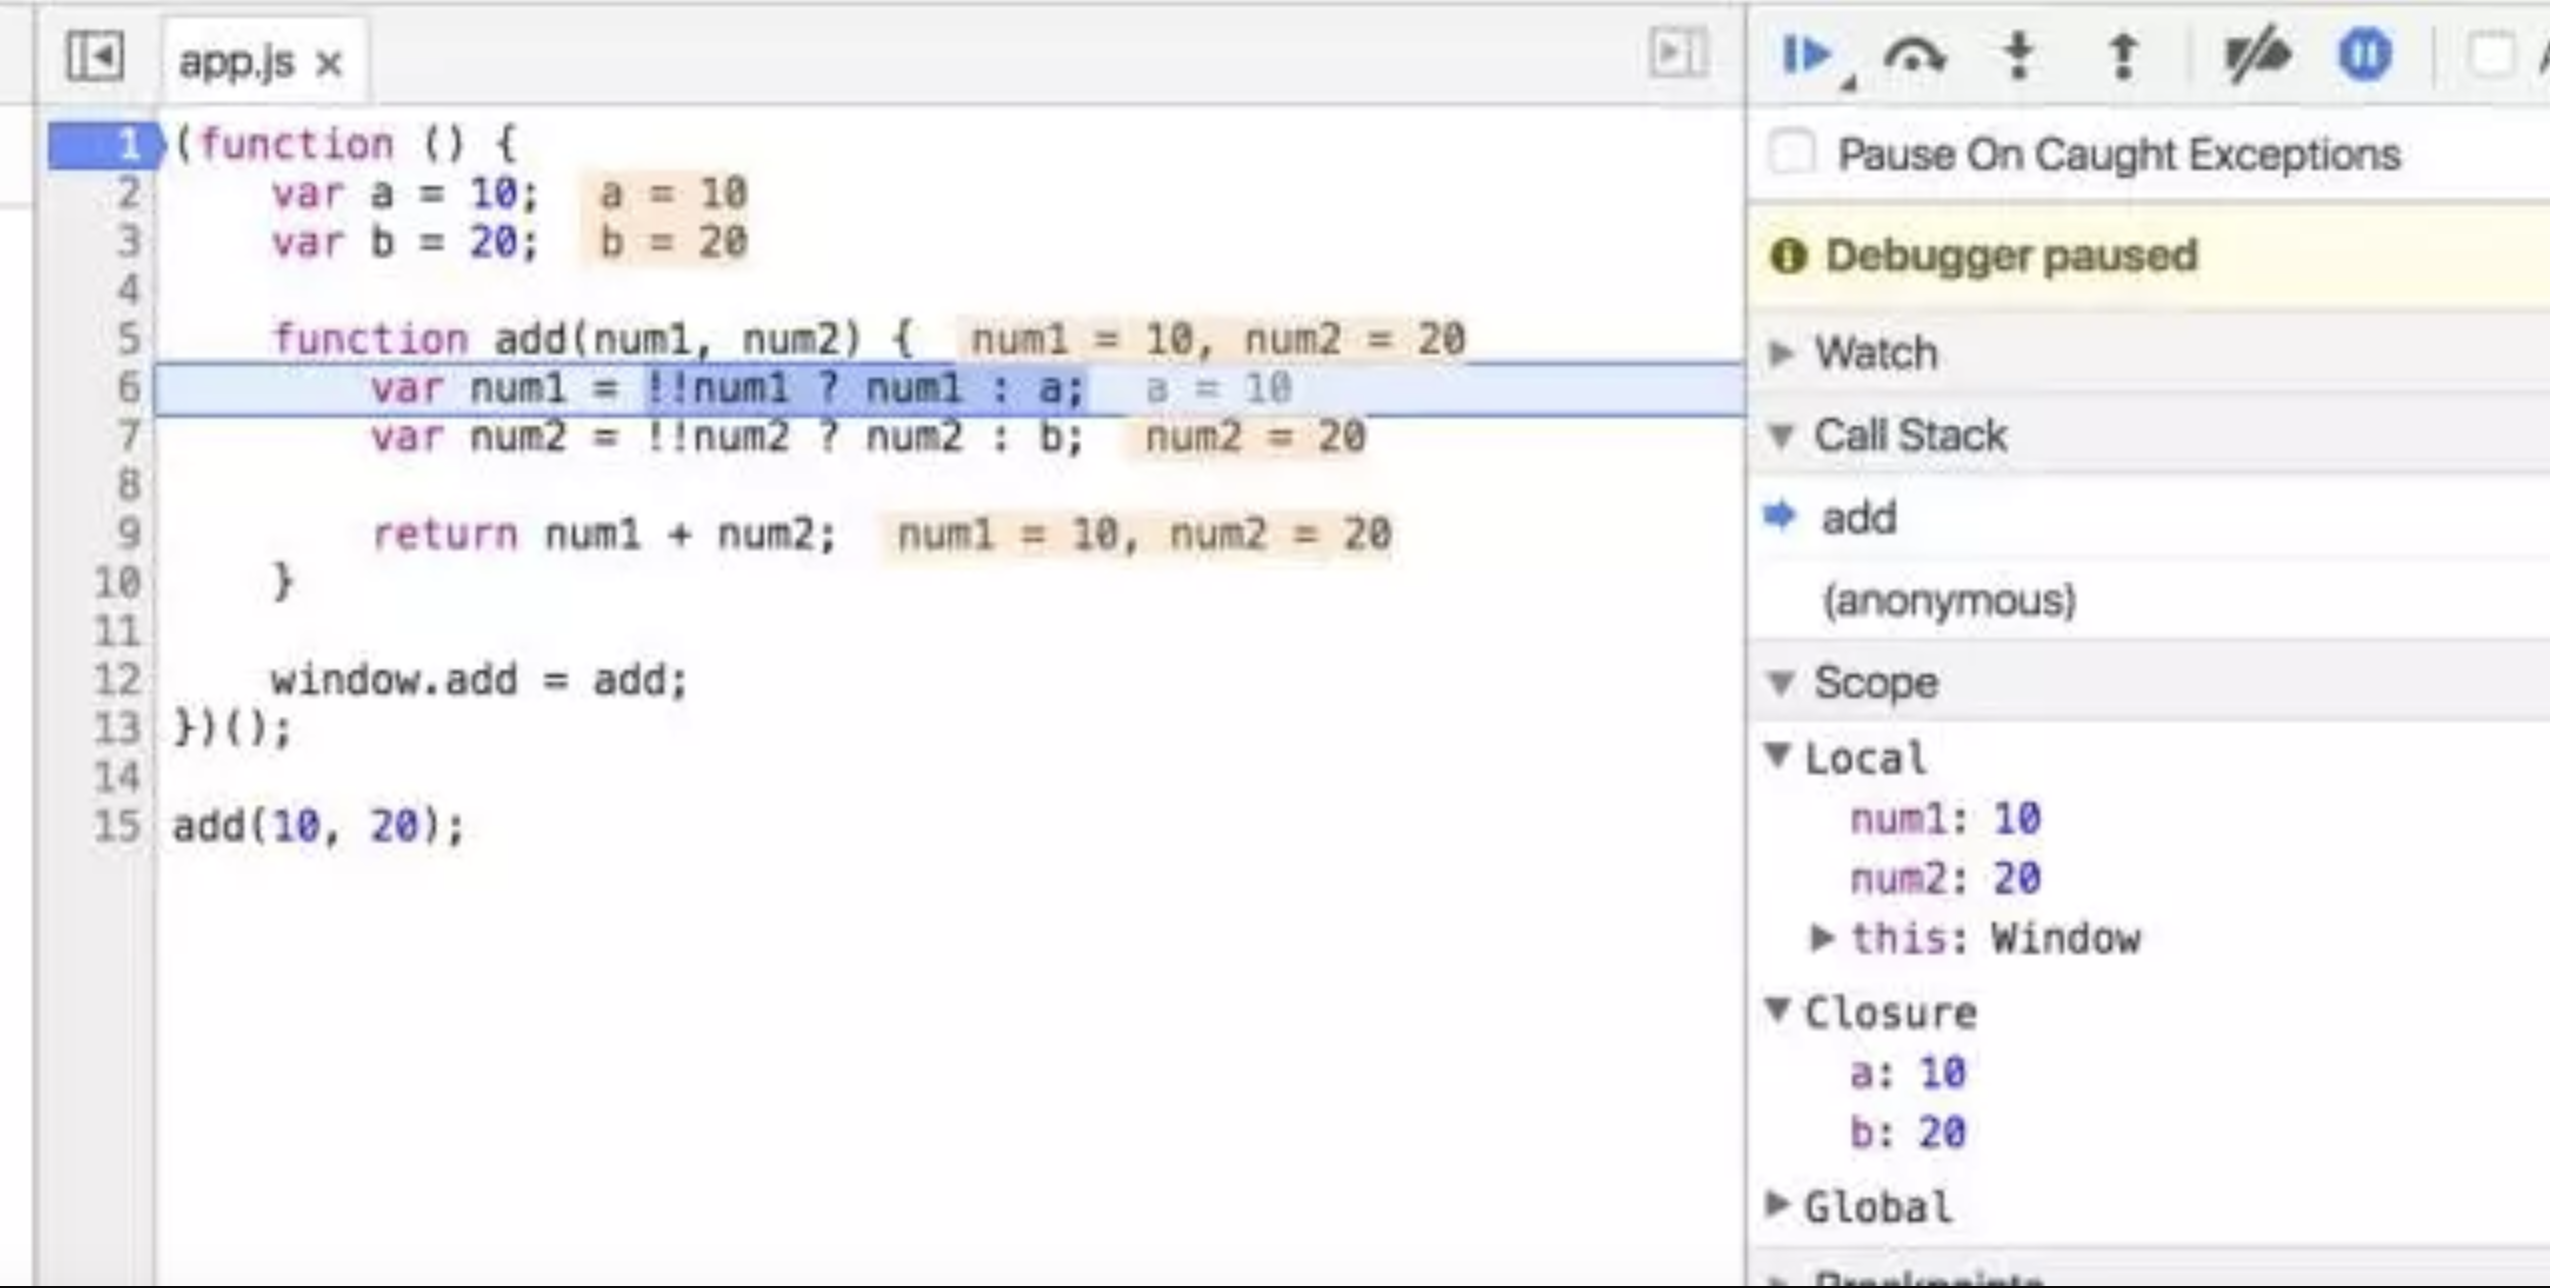 app.js ×
1 (function () {
2 var a = 10; a = 10
3 var b = 20; b = 20
4
5 function add(num1, num2) { num1 = 10, num2 = 20
6 var num1 = !!num1 ? num1 : a; a = 10
7 var num2 = !!num2 ? num2 : b; num2 = 20
8
9 return num1 + num2; num1 = 10, num2 = 20
10 }
11
12 window.add = add;
13 })();
14
15 add(10, 20);
Pause On Caught Exceptions
Debugger paused
Watch
Call Stack
add
(anonymous)
Scope
Local
num1: 10
num2: 20
this: Window
Closure
a: 10
b: 20
Global